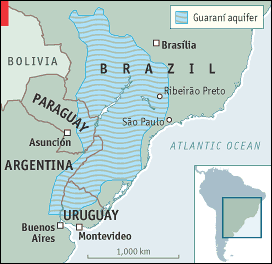 Guaraní aquifer
Brasília
BOLIVIA
BRAZIL
Ribeirão Preto
PARAGUAY
São Paulo
Asunción
ATLANTIC OCEAN
ARGENTINA
URUGUAY
Buenos
Aires
Montevideo
1,000 km